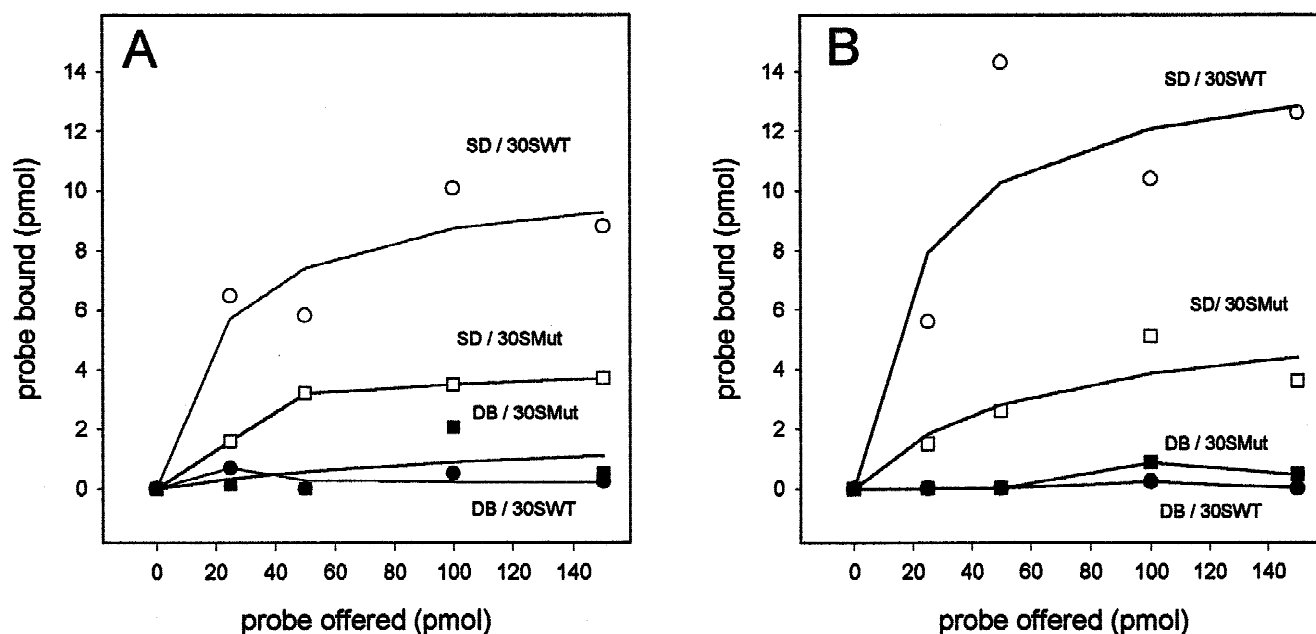 A
14
12
10
8
6
4
2
0
probe bound (pmol)
SD / 30SWT
SD / 30SMut
DB / 30SMut
DB / 30SWT
0 20 40 60 80 100 120 140
probe offered (pmol)
B
14
12
10
8
6
4
2
0
probe bound (pmol)
SD / 30SWT
SD/ 30SMut
DB / 30SMut
DB / 30SWT
0 20 40 60 80 100 120 140
probe offered (pmol)